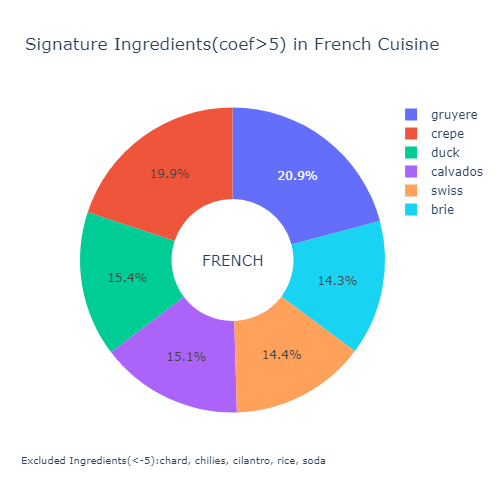 Signature Ingredients(coef>5) in French Cuisine
gruyere
crepe
duck
calvados
swiss
brie
19.9%
20.9%
FRENCH
15.4%
14.3%
15.1%
14.4%
Excluded Ingredients(<-5):chard, chilies, cilantro, rice, soda